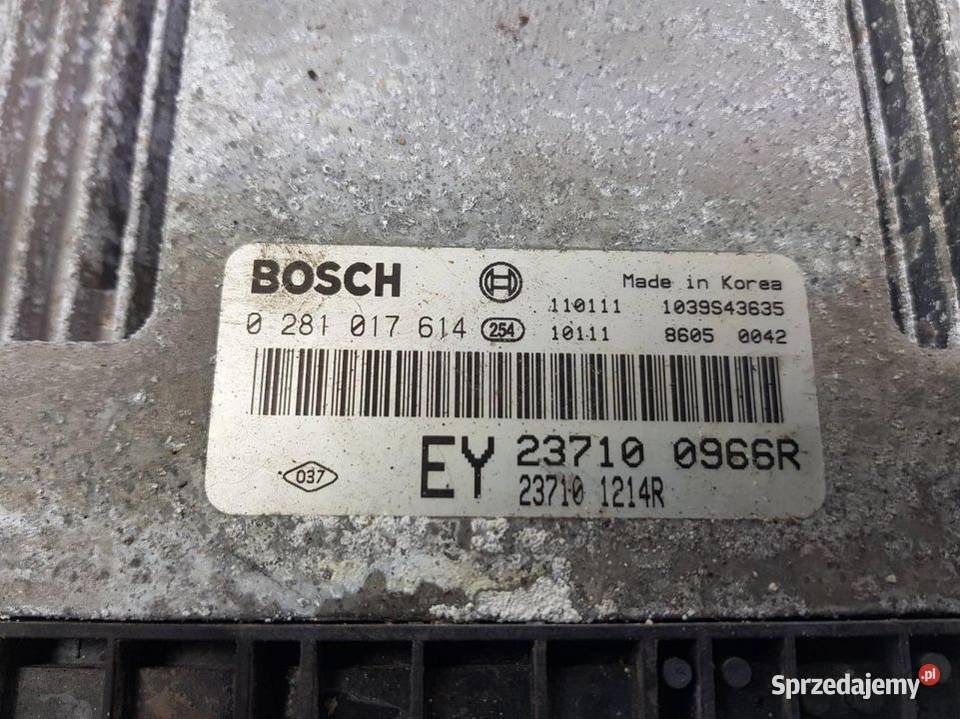 BOSCH
Made in Korea
110111 1039S43635
0 281 017 614 254 10111 8605 0042
EY 23710 0966R
037 23710 1214R
Sprzedajemy.pl